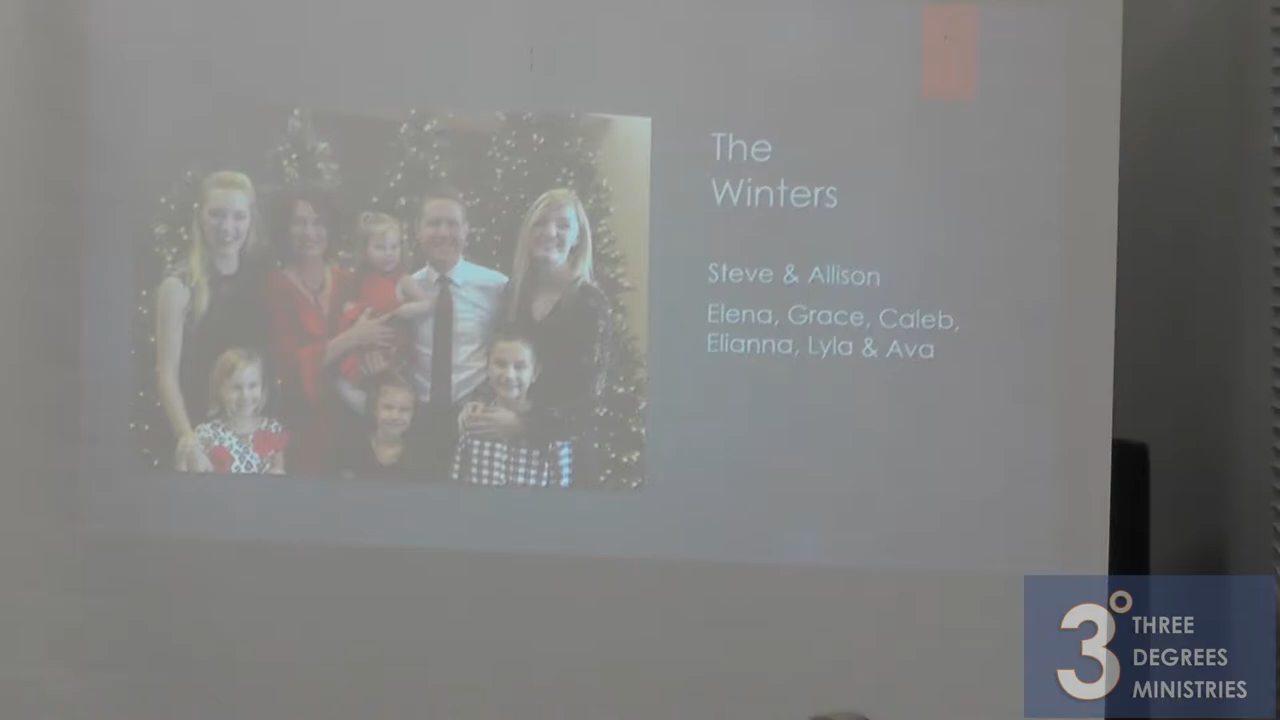 The
Winters
Steve & Allison
Elena, Grace, Caleb,
Elianna, Lyla & Ava
3°
THREE
DEGREES
MINISTRIES